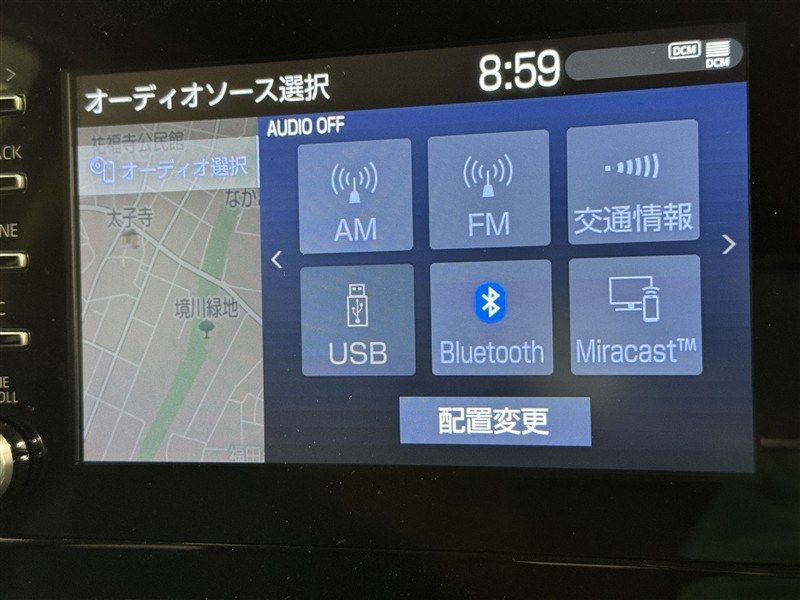 オーディオソース選択
8:59
DCM
DCM
AUDIO OFF
祐福寺公民館
オーディオ選択
太子寺
境川緑地
AM
FM
交通情報
USB
Bluetooth
Miracast™
配置変更